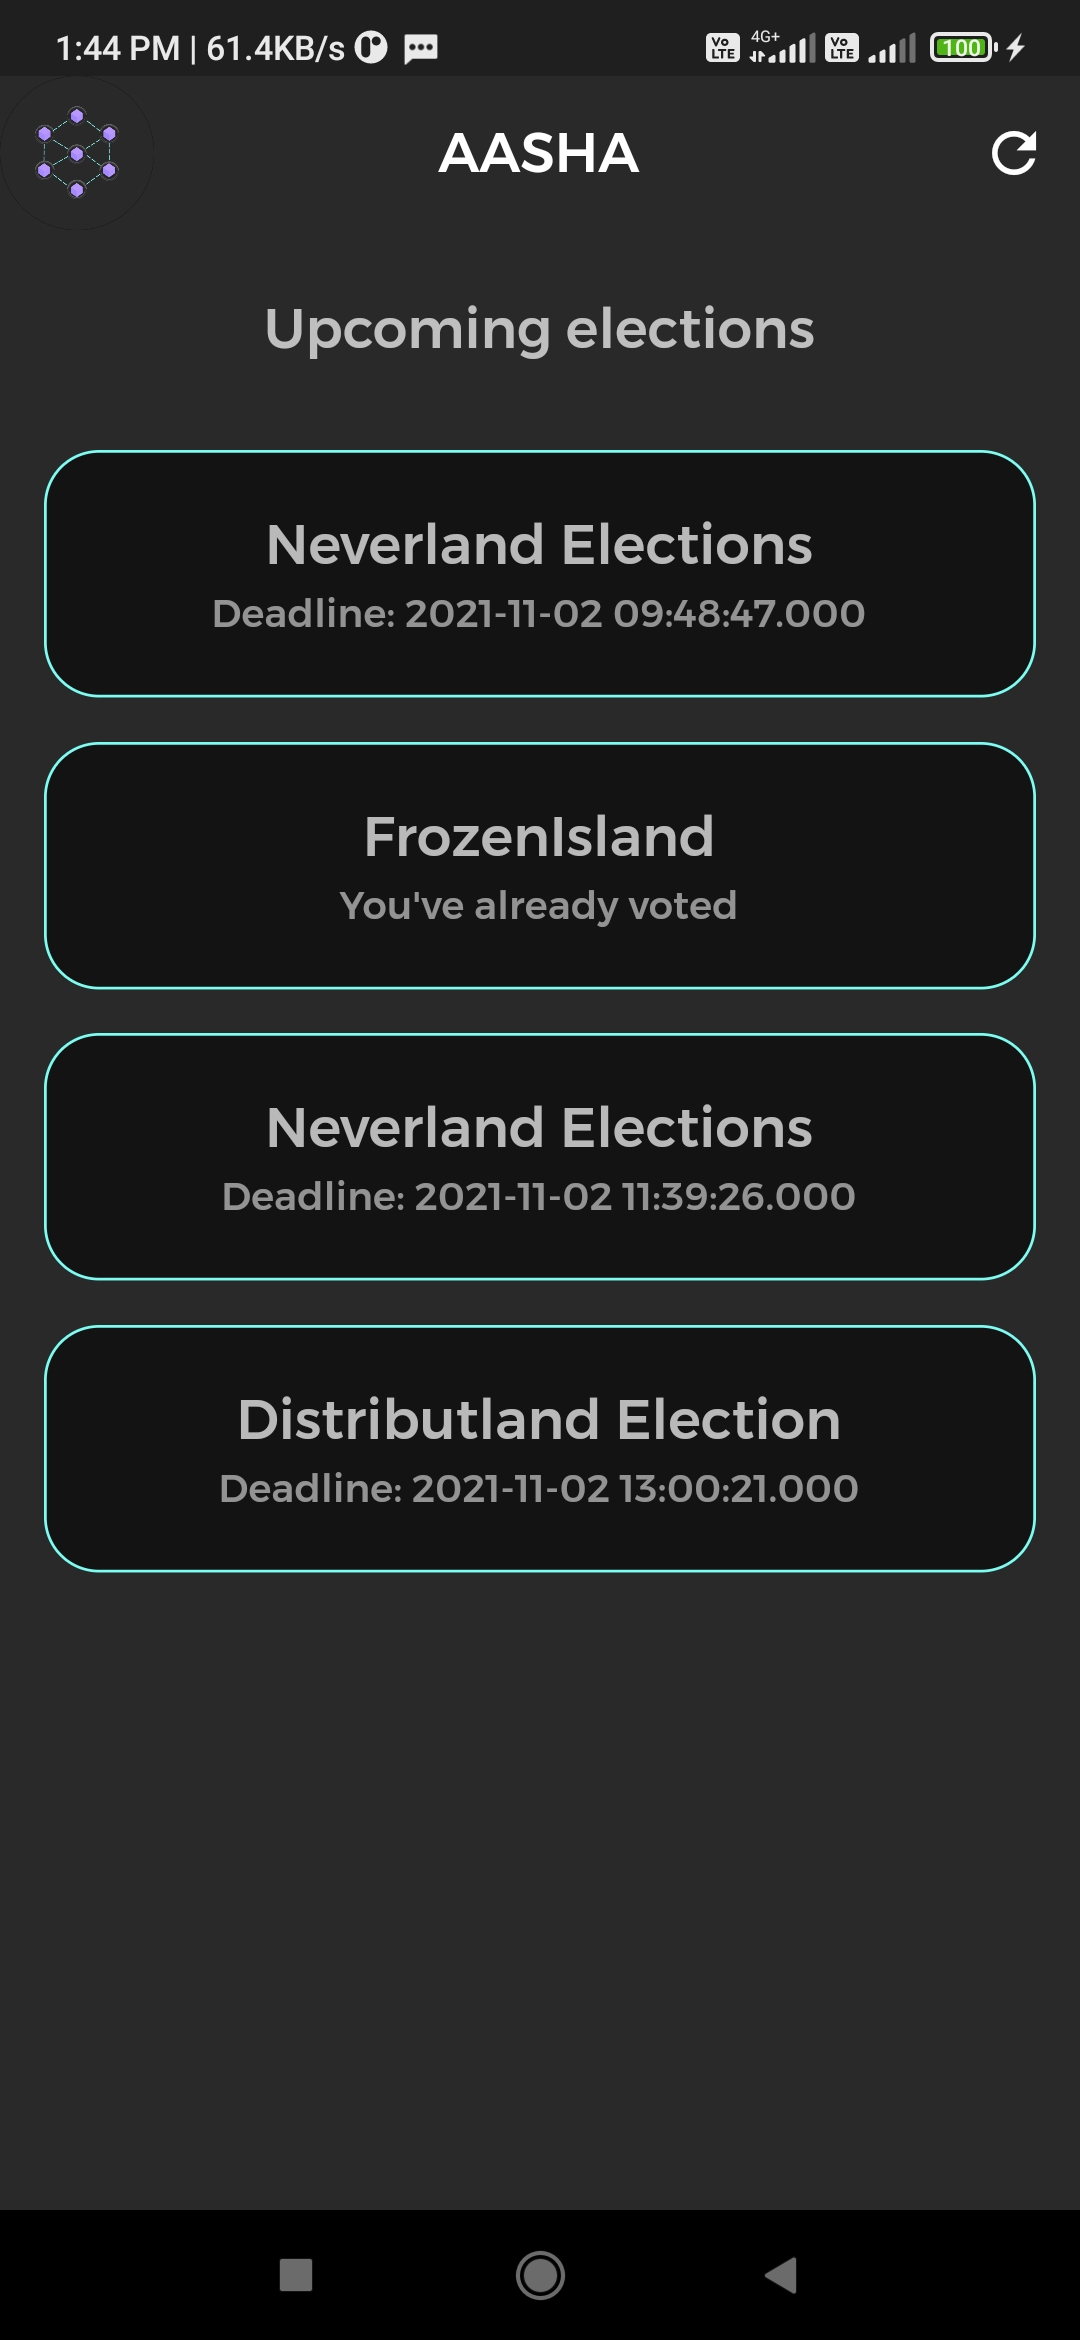 1:44 PM | 61.4KB/s
Vo LTE 4G+ Vo LTE 100
AASHA
Upcoming elections
Neverland Elections
Deadline: 2021-11-02 09:48:47.000
FrozenIsland
You've already voted
Neverland Elections
Deadline: 2021-11-02 11:39:26.000
Distributland Election
Deadline: 2021-11-02 13:00:21.000